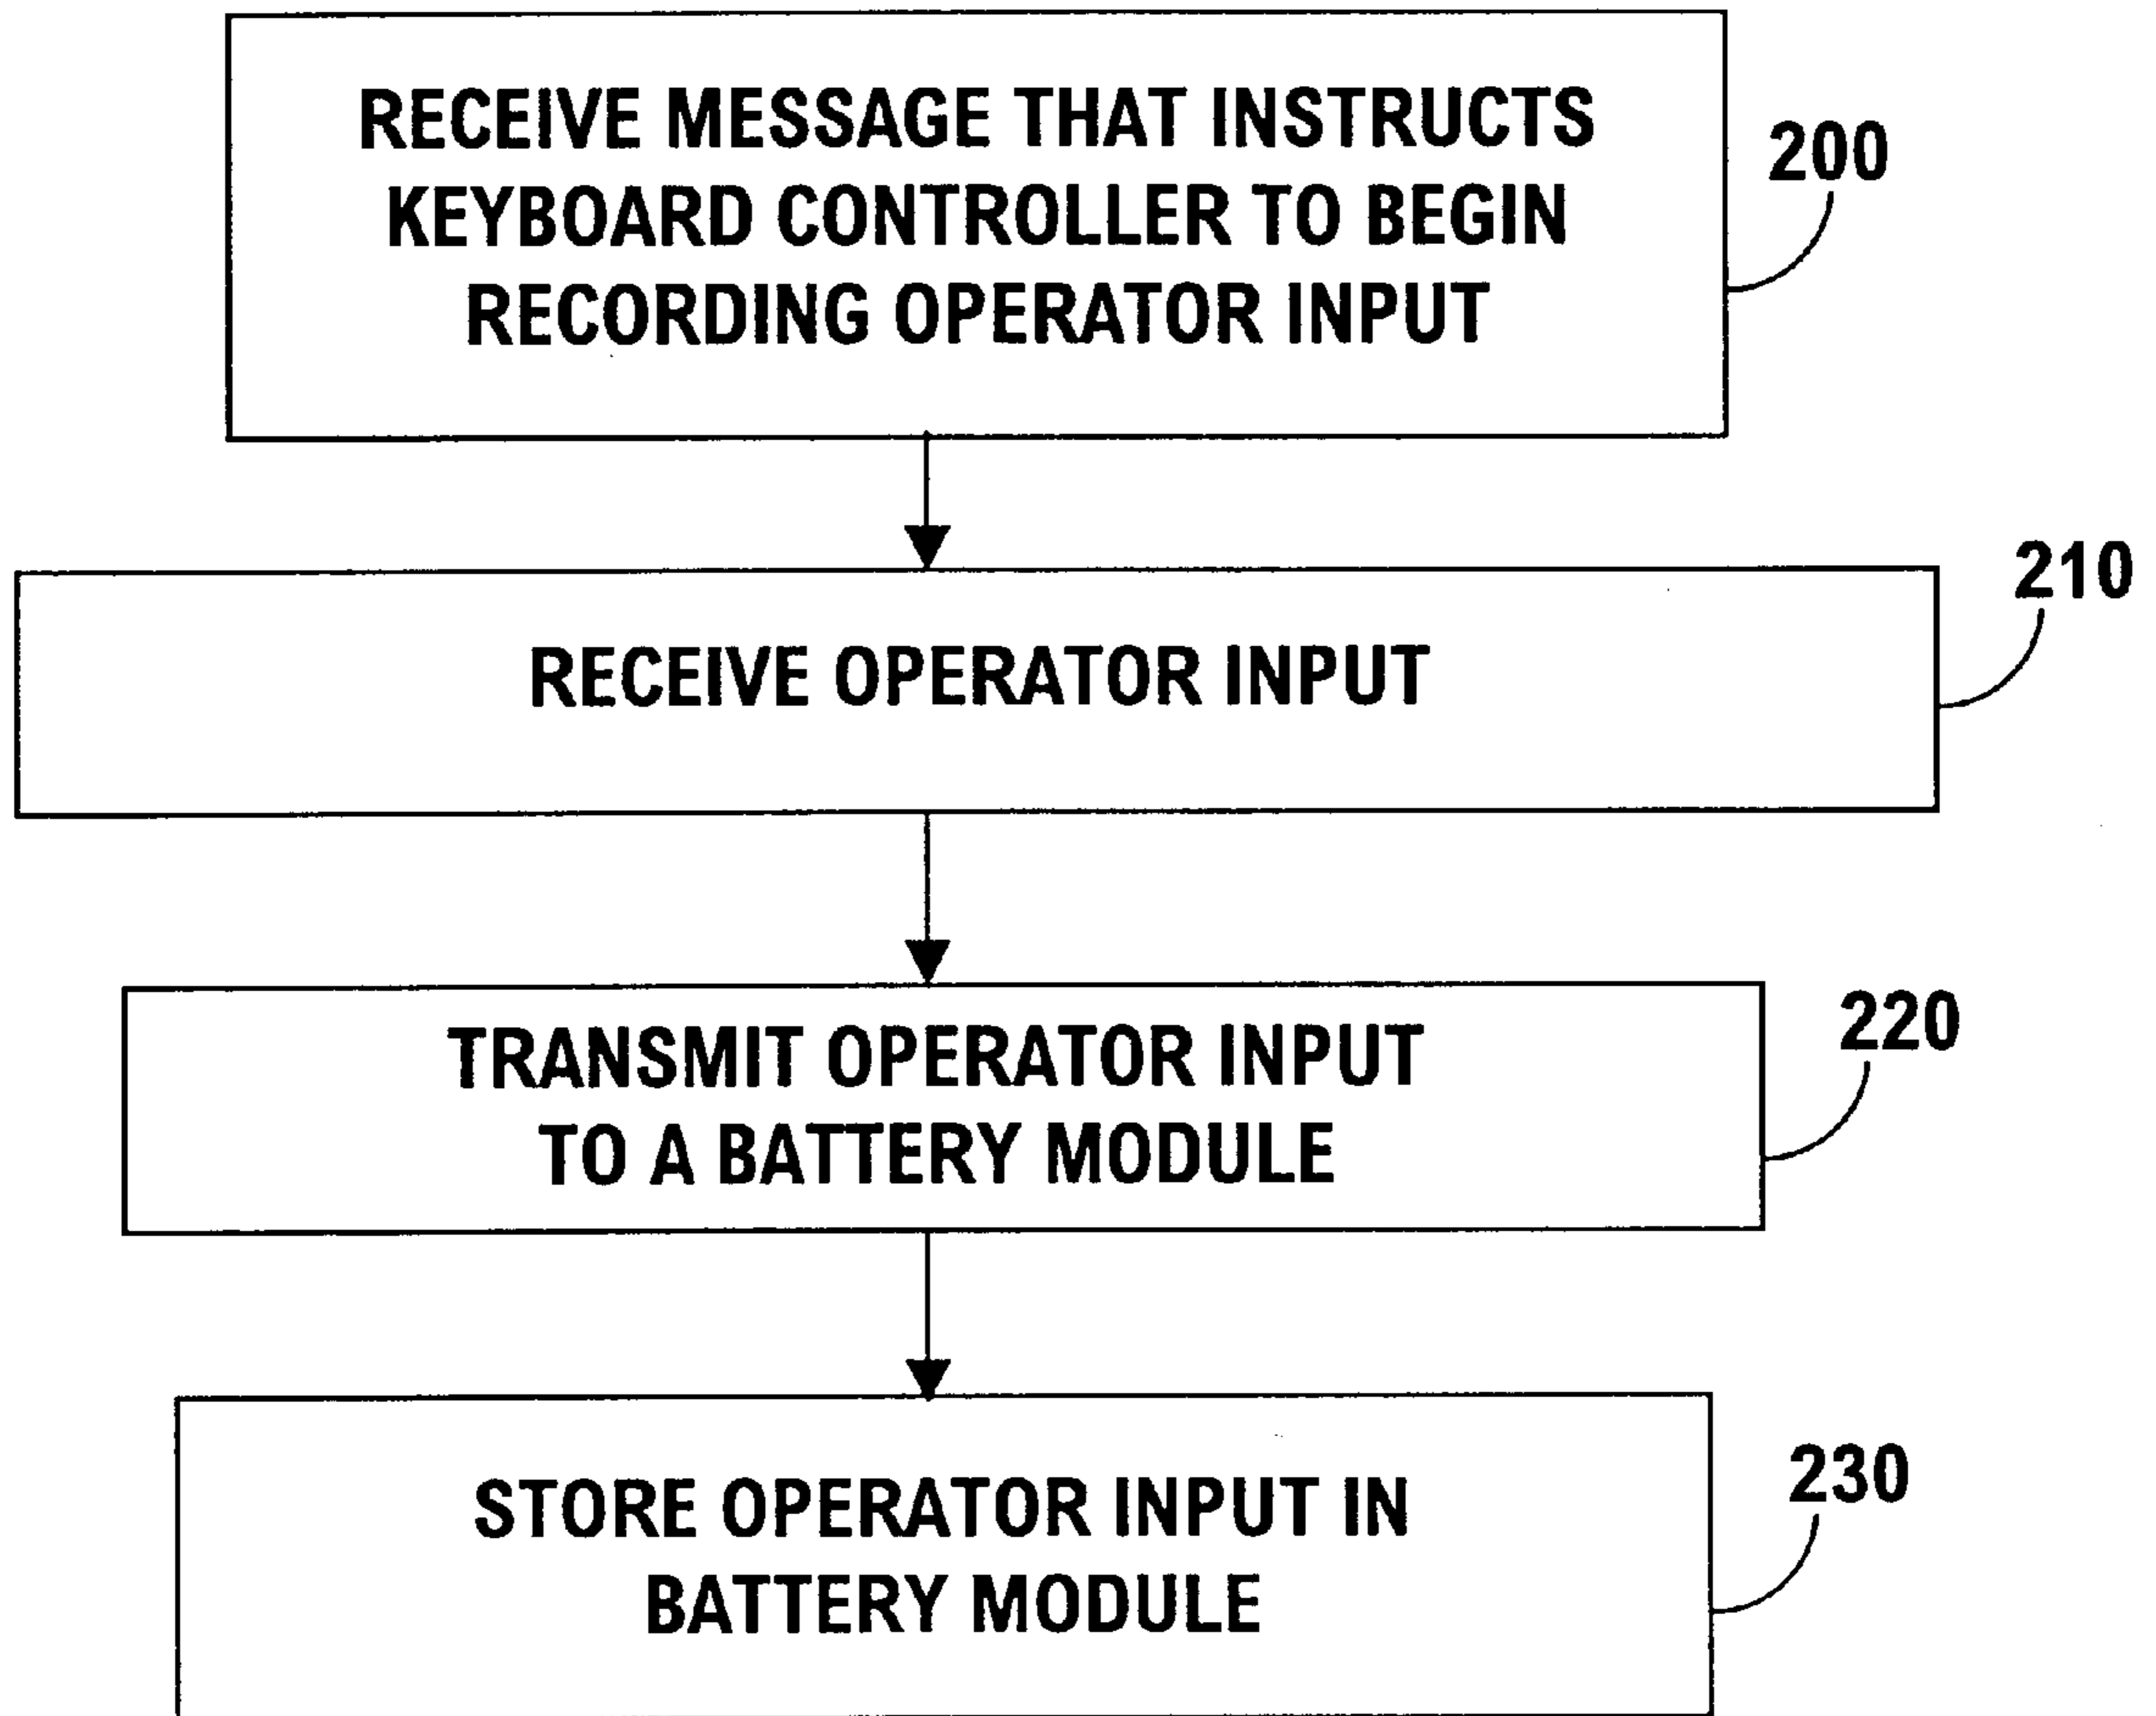 RECEIVE MESSAGE THAT INSTRUCTS
KEYBOARD CONTROLLER TO BEGIN
RECORDING OPERATOR INPUT
200
RECEIVE OPERATOR INPUT
210
TRANSMIT OPERATOR INPUT
TO A BATTERY MODULE
220
STORE OPERATOR INPUT IN
BATTERY MODULE
230